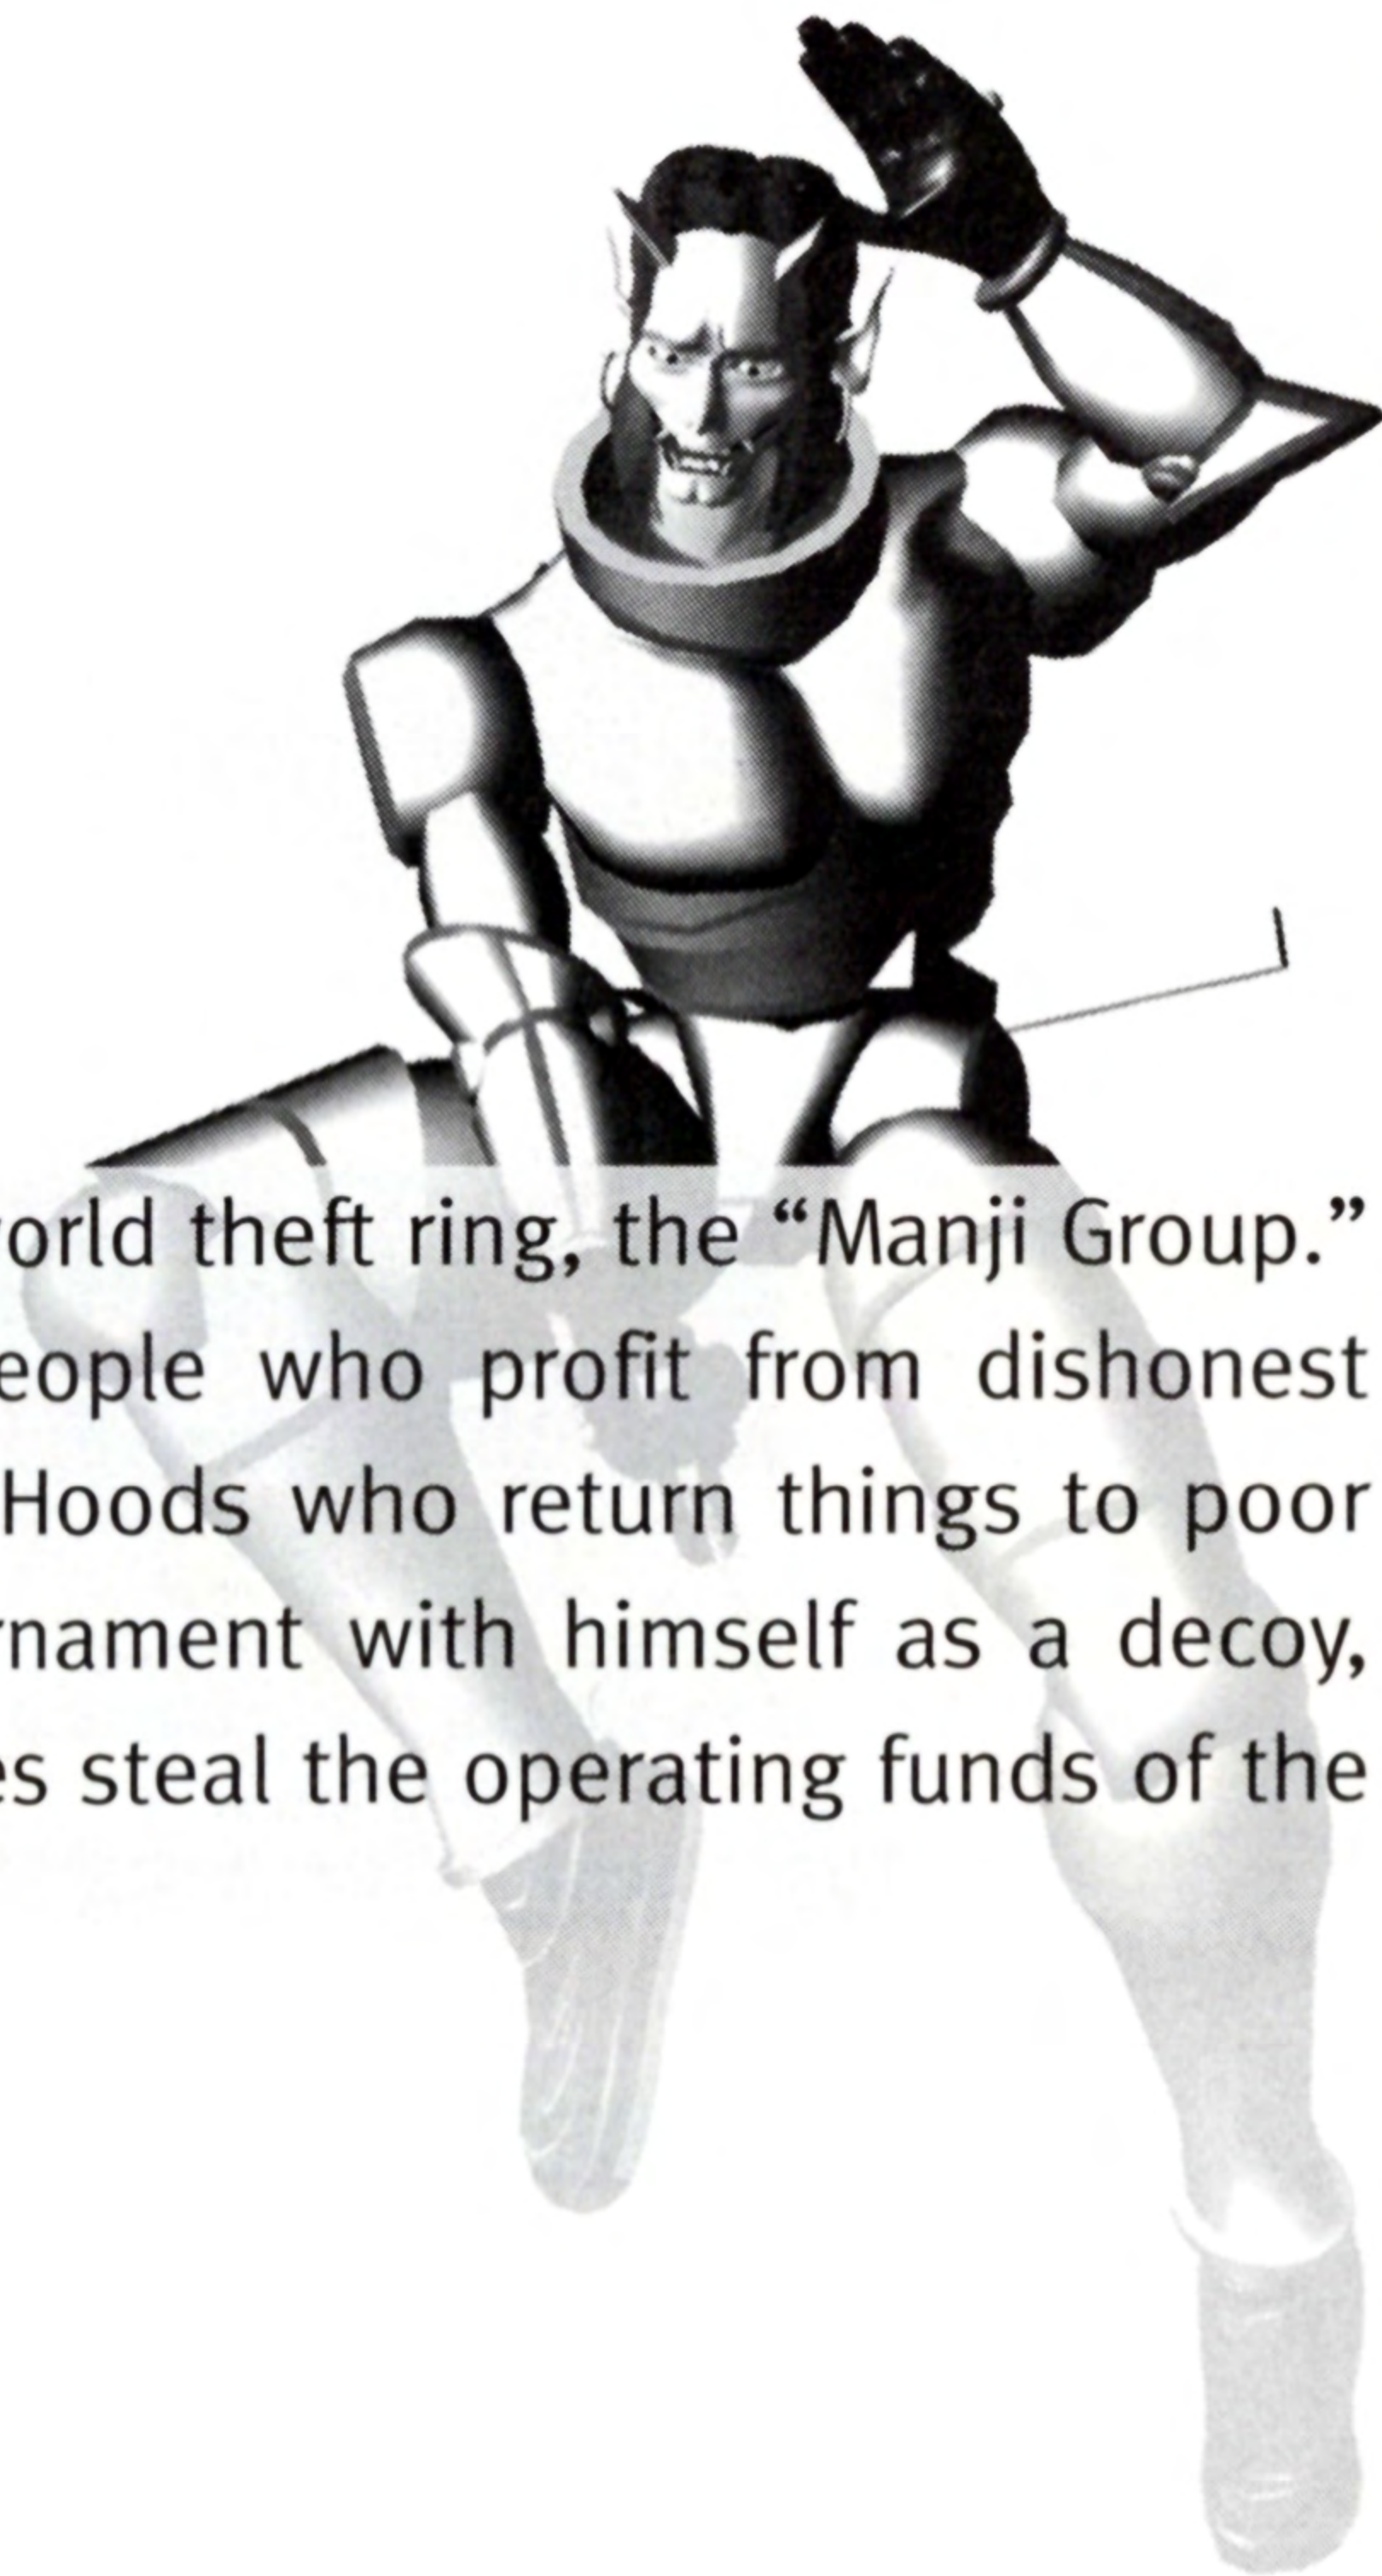 orld theft ring, the “Manji Group.”
eople who profit from dishonest
Hoods who return things to poor
rnament with himself as a decoy,
es steal the operating funds of the